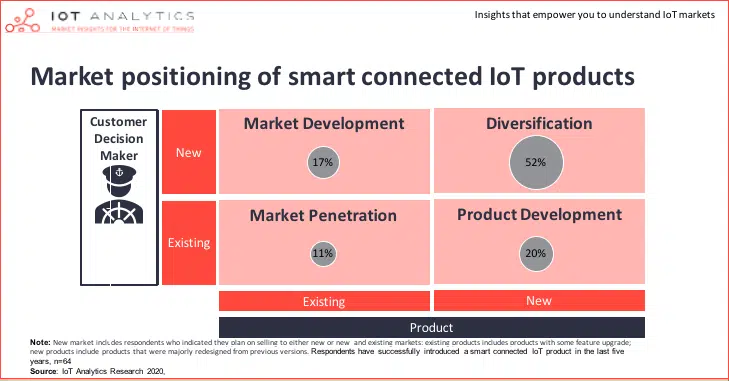 IOT ANALYTICS
MARKET INSIGHTS FOR THE INTERNET OF THINGS
Insights that empower you to understand IoT markets
Market positioning of smart connected IoT products
Customer
Decision
Maker
New
Market Development
17%
Diversification
52%
Existing
Market Penetration
11%
Product Development
20%
Existing
New
Product
Note: New market includes respondents who indicated they plan on selling to either new or new and existing markets: existing products includes products with some feature upgrade;
new products include products that were majorly redesigned from previous versions. Respondents have successfully introduced a smart connected IoT product in the last five
years, n=64
Source: IoT Analytics Research 2020,